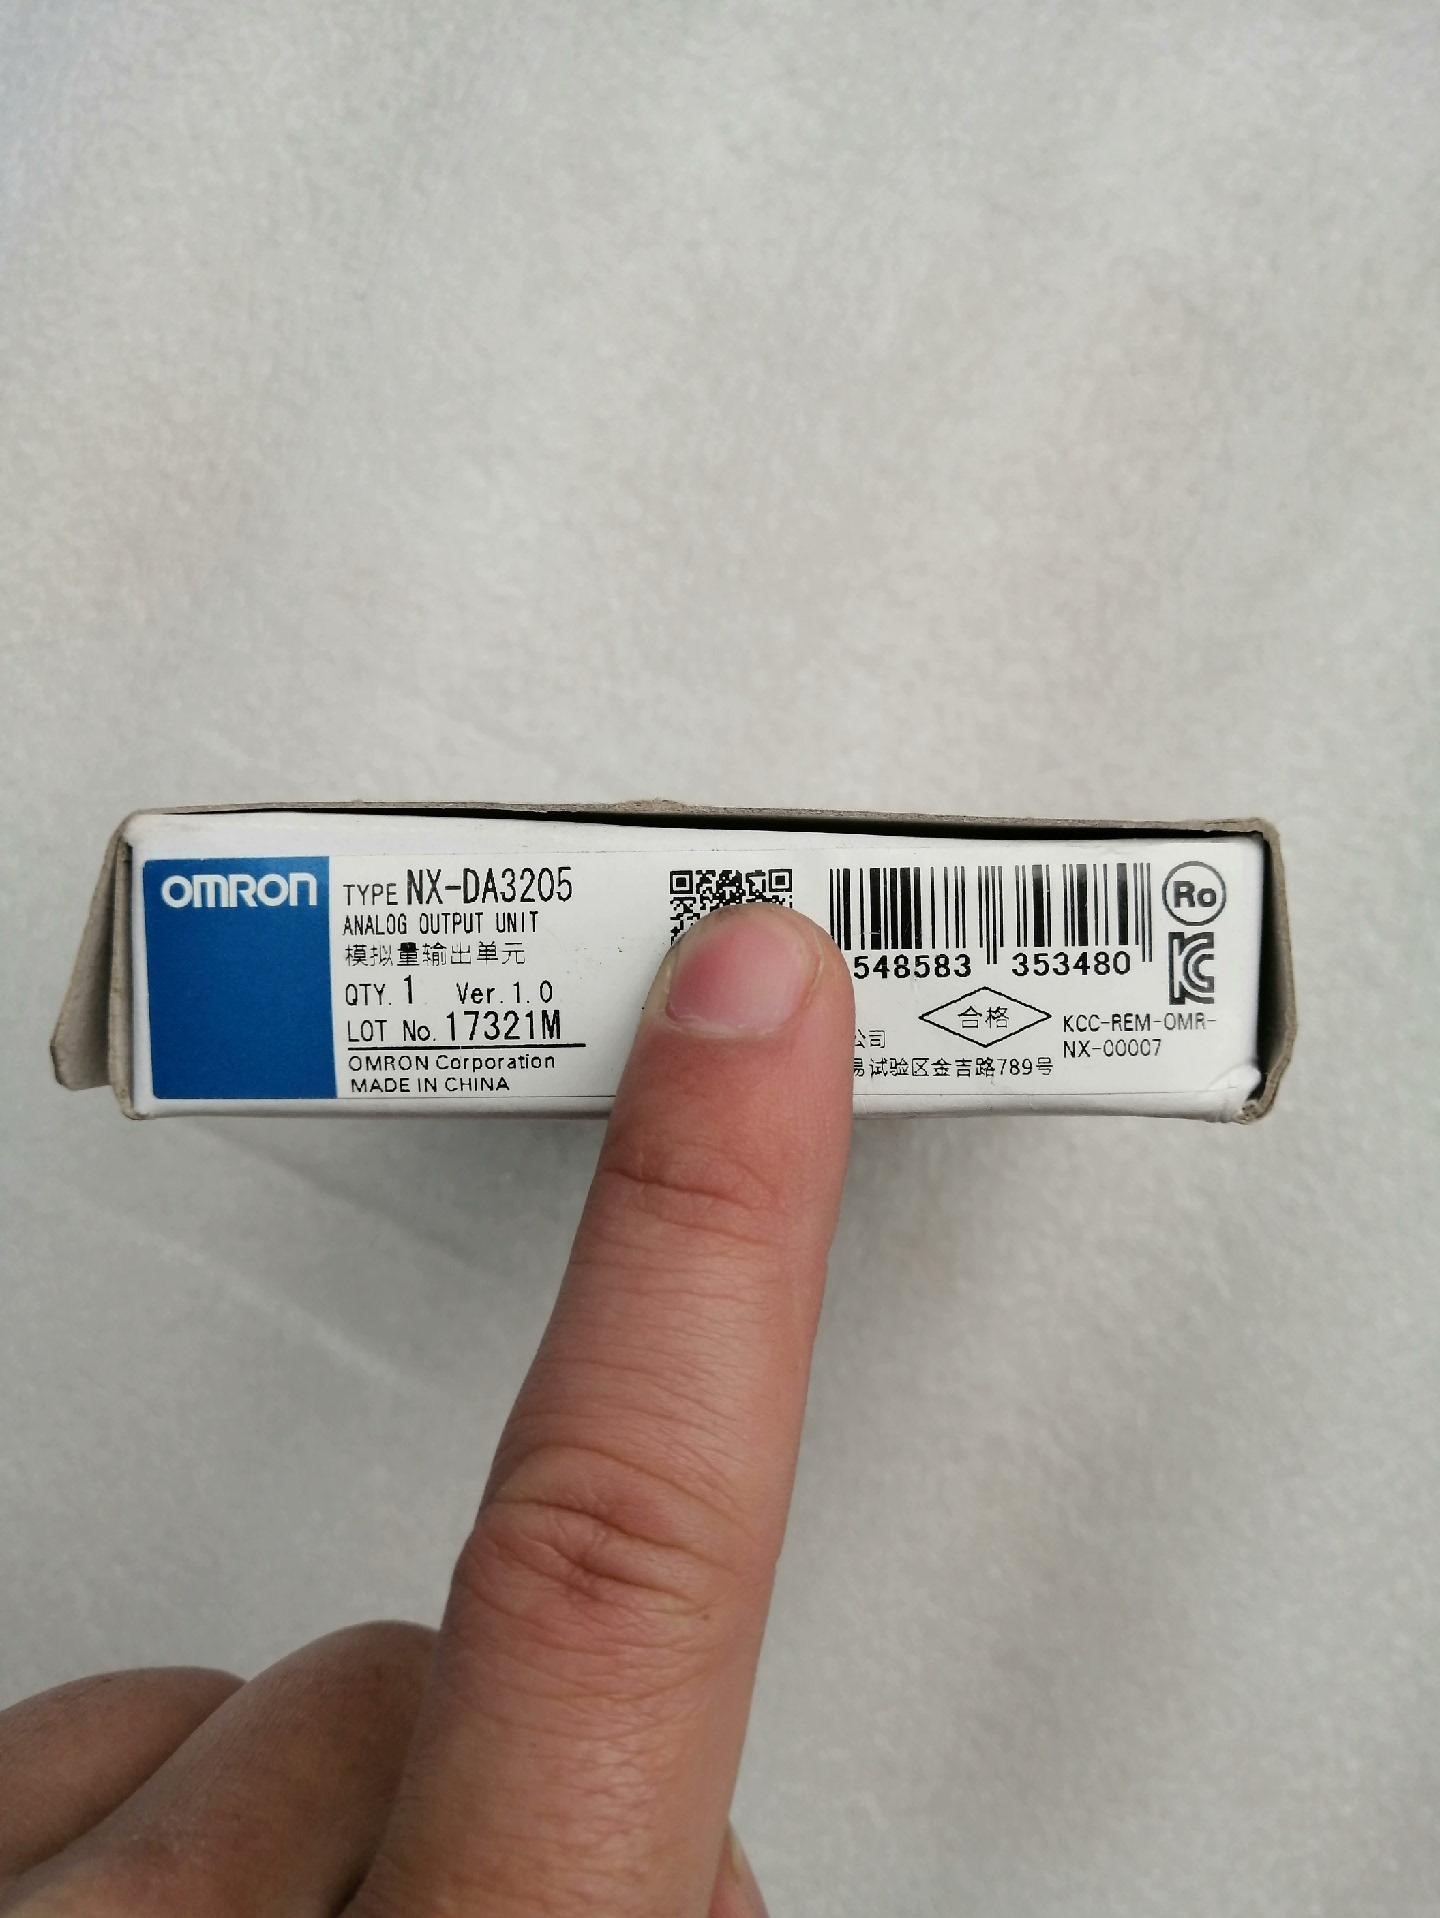 OMRON
TYPE NX-DA3205
ANALOG OUTPUT UNIT
模拟量输出单元
QTY. 1 Ver.1.0
LOT No. 17321M
OMRON Corporation
MADE IN CHINA
548583 353480
Ro
合格
KCC-REM-OMR-
NX-00007
公司
易试验区金吉路789号